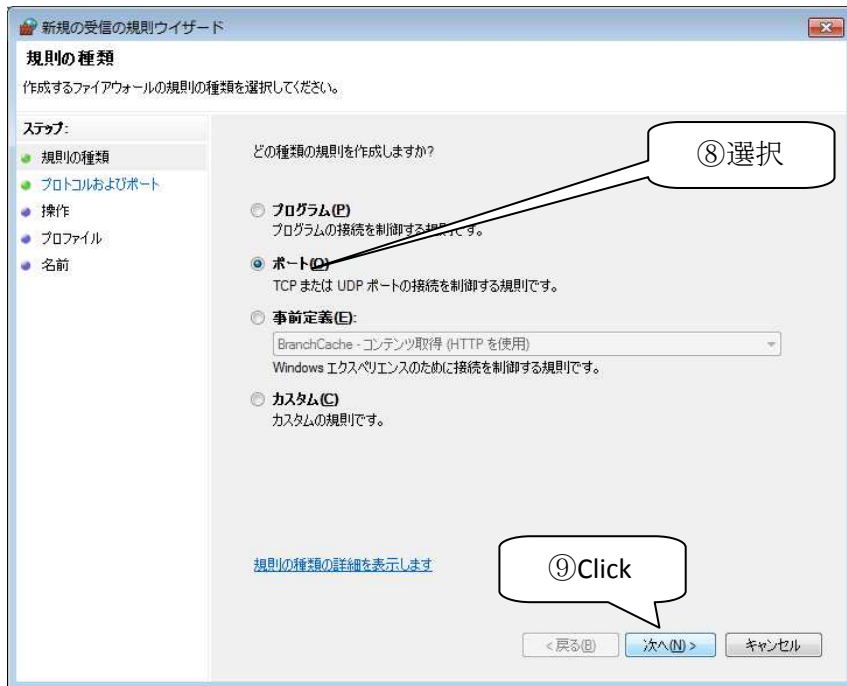 新規の受信の規則ウィザード
規則の種類
作成するファイアウォールの規則の種類を選択してください。
ステップ:
規則の種類
プロトコルおよびポート
操作
プロファイル
名前
どの種類の規則を作成しますか?
⑧選択
プログラム(P)
プログラムの接続を制御する規則です。
ポート(O)
TCP または UDP ポートの接続を制御する規則です。
事前定義(E):
BranchCache - コンテンツ取得 (HTTP を使用)
Windows エクスペリエンスのために接続を制御する規則です。
カスタム(C)
カスタムの規則です。
規則の種類の詳細を表示します
⑨Click
< 戻る(B)
次へ(N) >
キャンセル